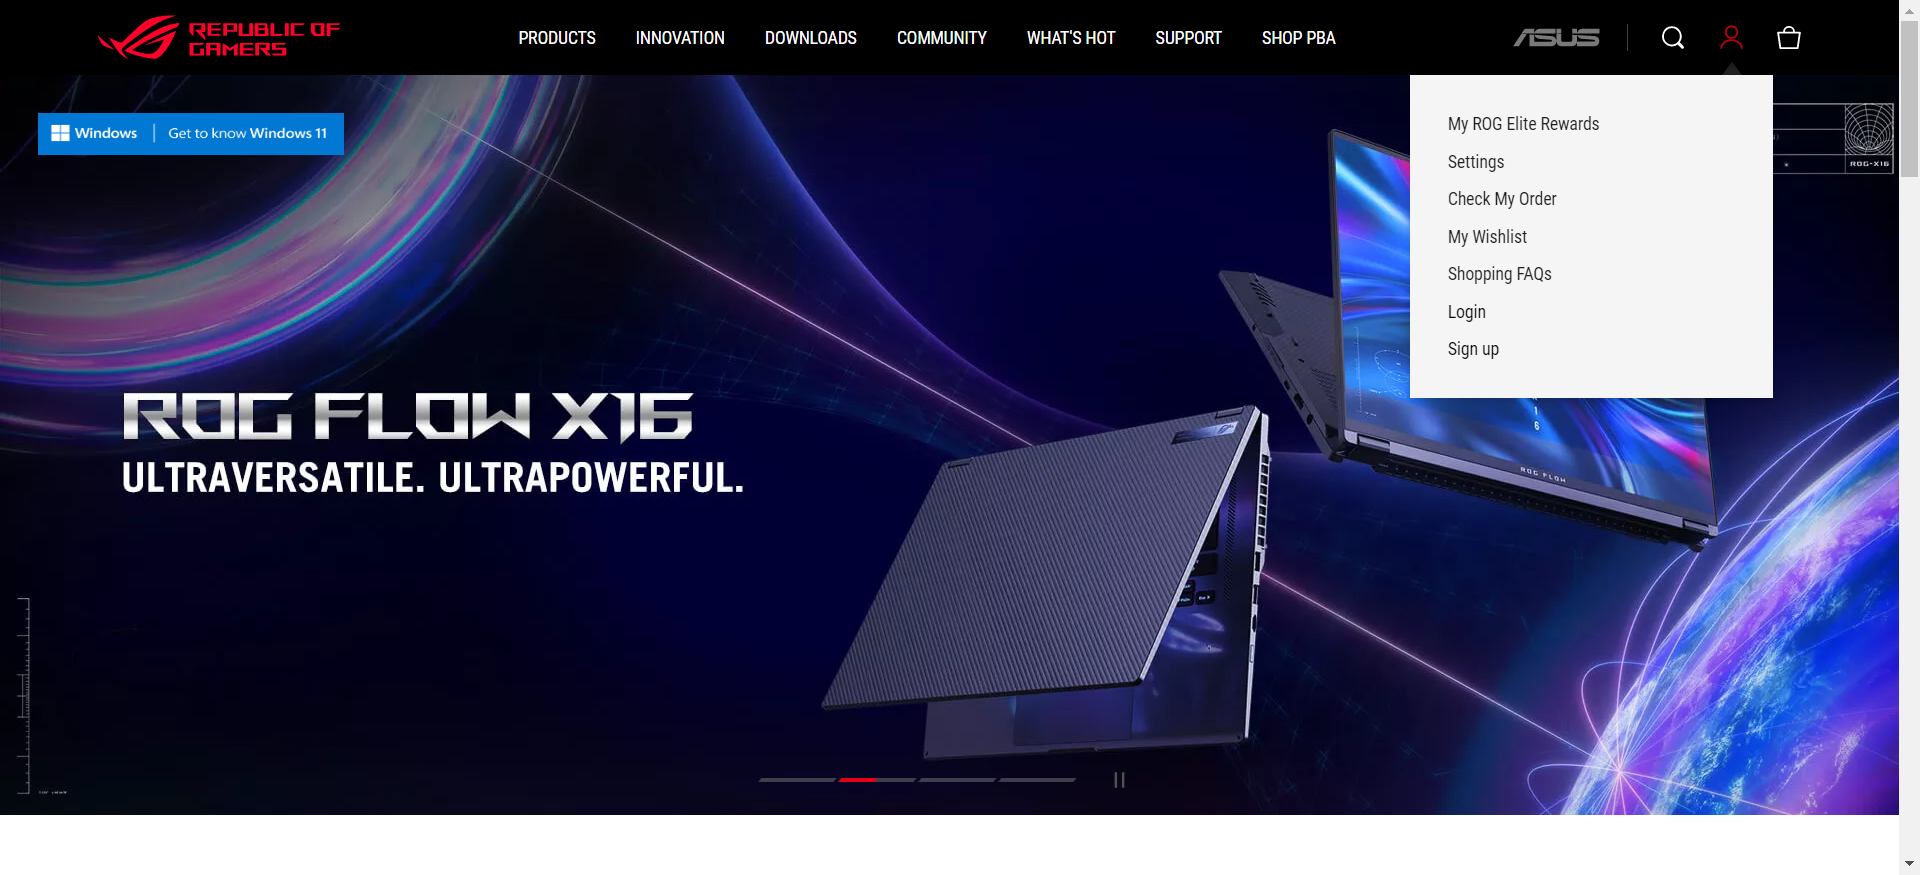 REPUBLIC OF
GAMERS
PRODUCTS
INNOVATION
DOWNLOADS
COMMUNITY
WHAT'S HOT
SUPPORT
SHOP PBA
ASUS
Windows
Get to know Windows 11
My ROG Elite Rewards
Settings
Check My Order
My Wishlist
Shopping FAQs
Login
Sign up
ROG-X16
ROG FLOW X16
ULTRAVERSATILE. ULTRAPOWERFUL.
ROG FLOW